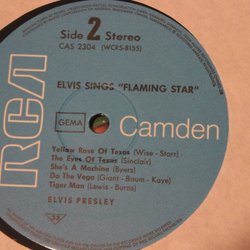 Side 2 Stereo
CAS 2304 (WCRS-8155)
ELVIS SINGS "FLAMING STAR"
RCA
GEMA
Camden
Yellow Rose Of Texas (Wise - Starr)
The Eyes Of Texas (Sinclair)
She's A Machine (Byers)
Do The Vega (Giant - Baum - Kaye)
Tiger Man (Lewis - Burns)
ELVIS PRESLEY
33